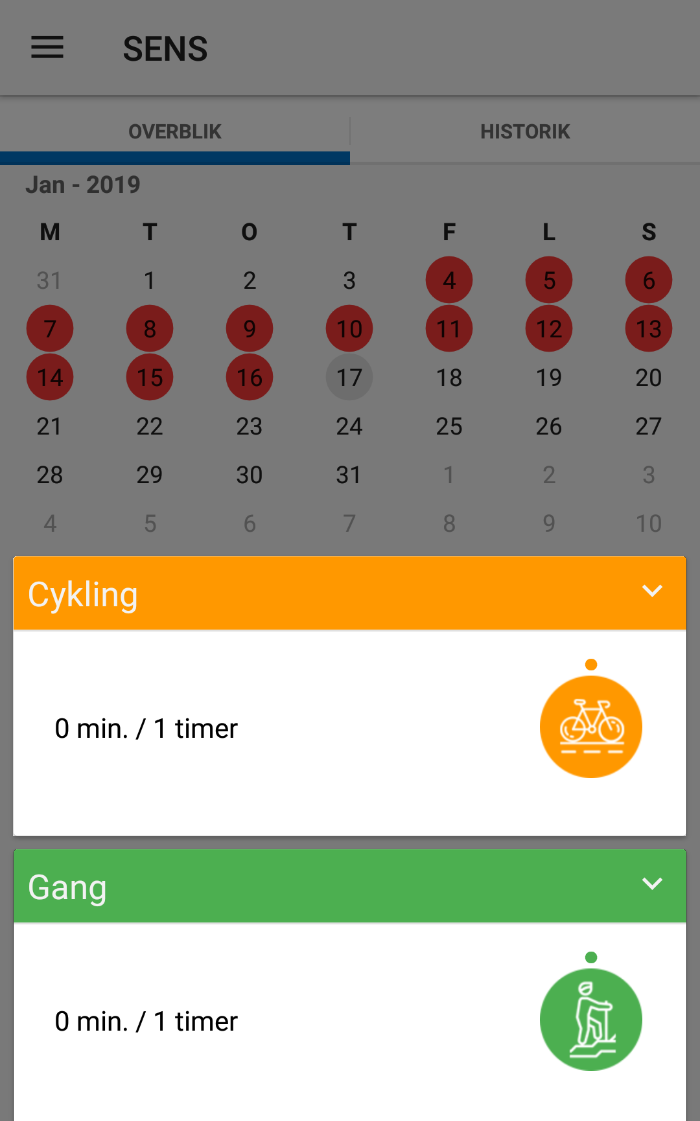 SENS
OVERBLIK HISTORIK
Jan - 2019
M T O T F L S
31 1 2 3 4 5 6
7 8 9 10 11 12 13
14 15 16 17 18 19 20
21 22 23 24 25 26 27
28 29 30 31 1 2 3
4 5 6 7 8 9 10
Cykling
0 min. / 1 timer
Gang
0 min. / 1 timer